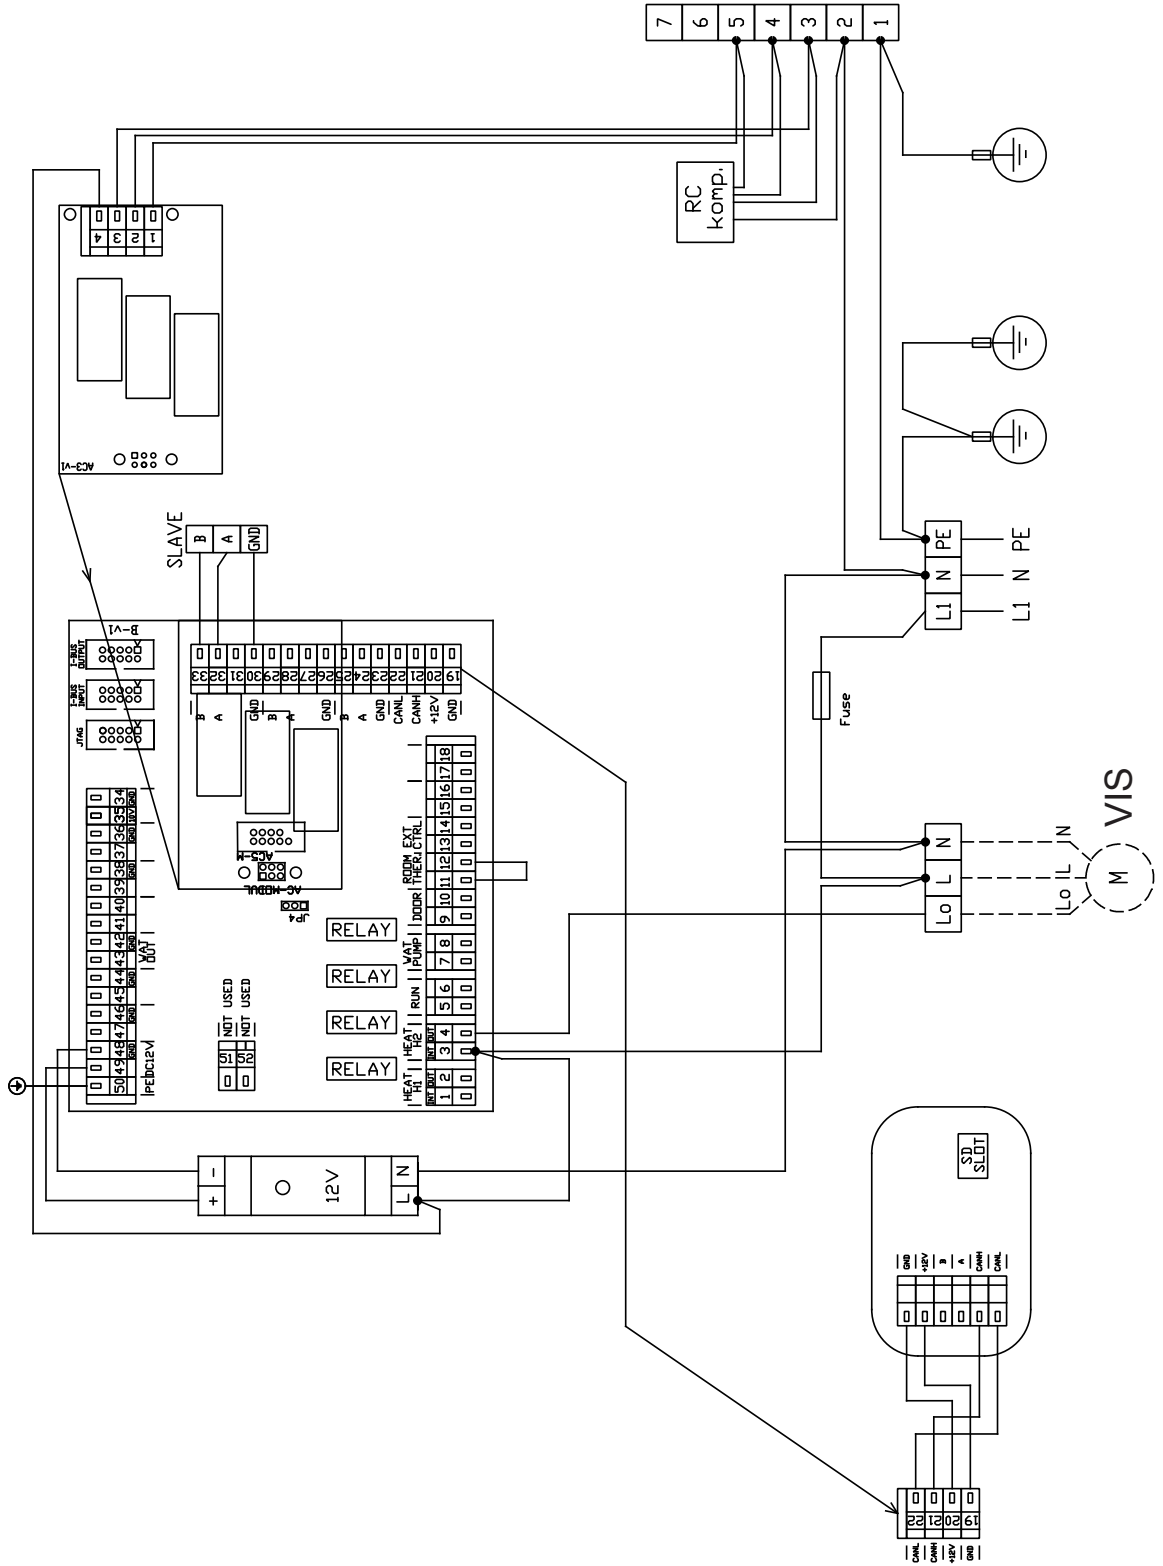 7 6 5 4 3 2 1
RC
komp.
4
3
2
1
AC3-v1
SLAVE
B
A
GND
B-v1
I-BUS
OUTPUT
I-BUS
INPUT
JTAG
33 32 31 30 29 28 27 26 25 24 23 22 21 20 19
B
A
GND
B
A
GND
B
A
GND
CANL
CANH
+12V
GND
34 35 36 37 38 39 40 41 42 43 44 45 46 47 48 49 50
GND
10V
GND
GND
GND
GND
GND
GND
WAT
OUT
DC12V
PE
AC5-M
AC-MODUL
JP4
RELAY
RELAY
RELAY
RELAY
NOT USED
NOT USED
51 52
18 17 16 15 14 13 12 11 10 9 8 7 6 5 4 3 2 1
EXT
CTRL
ROOM
THER.
DOOR
WAT
PUMP
RUN
HEAT
H2
OUT
INT
HEAT
H1
OUT
INT
- +
12V
N
L
PE
N
L1
PE
N
L1
Fuse
N
L
Lo
N
L
Lo
M
VIS
SD
SLOT
GND
+12V
B
A
CANH
CANL
22
21
20
19
CANL
CANH
+12V
GND